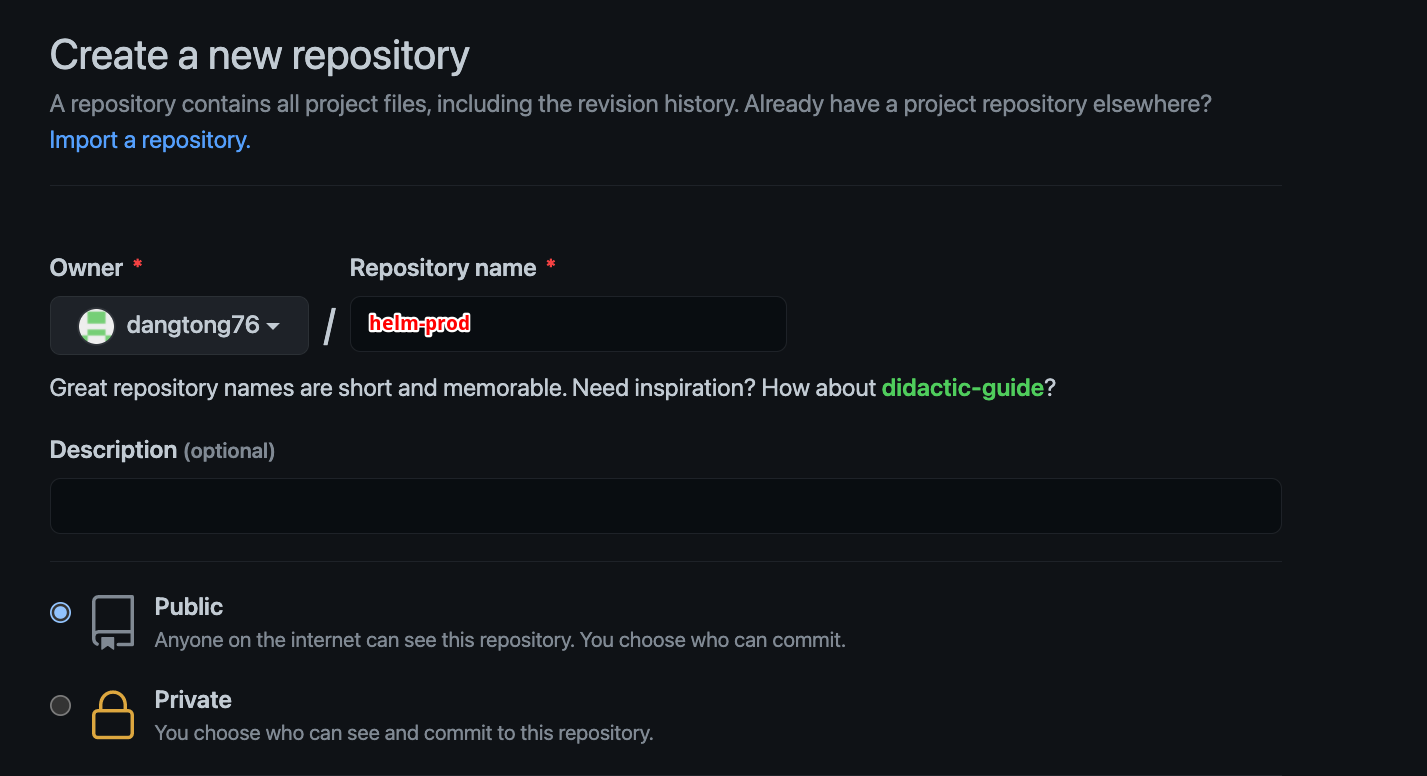 Create a new repository
A repository contains all project files, including the revision history. Already have a project repository elsewhere?
Import a repository.
Owner * Repository name *
dangtong76 / helm-prod
Great repository names are short and memorable. Need inspiration? How about didactic-guide?
Description (optional)
Public
Anyone on the internet can see this repository. You choose who can commit.
Private
You choose who can see and commit to this repository.